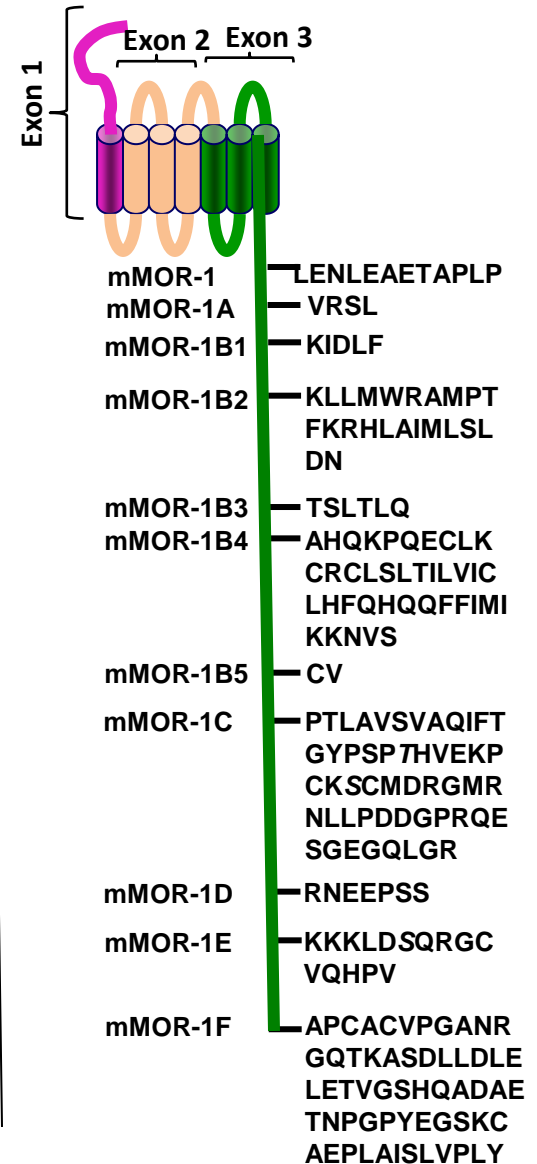 Exon 1
Exon 2
Exon 3
mMOR-1
LENLEAETAPLP
mMOR-1A
VRSL
mMOR-1B1
KIDLF
mMOR-1B2
KLLMWRAMPT
FKRHLAIMLSL
DN
mMOR-1B3
TSLTLQ
mMOR-1B4
AHQKPQECLK
CRCLSLTILVIC
LHFQHQQFFIMI
KKNVS
mMOR-1B5
CV
mMOR-1C
PTLAVSVAQIFT
GYPSPTHVEKP
CKSCMDRGMR
NLLPDDGPRQE
SGEGQLGR
mMOR-1D
RNEEPSS
mMOR-1E
KKKLDSQRGC
VQHPV
mMOR-1F
APCACVPGANR
GQTKASDLLDLE
LETVGSHQADAE
TNPGPYEGSKC
AEPLAISLVPLY